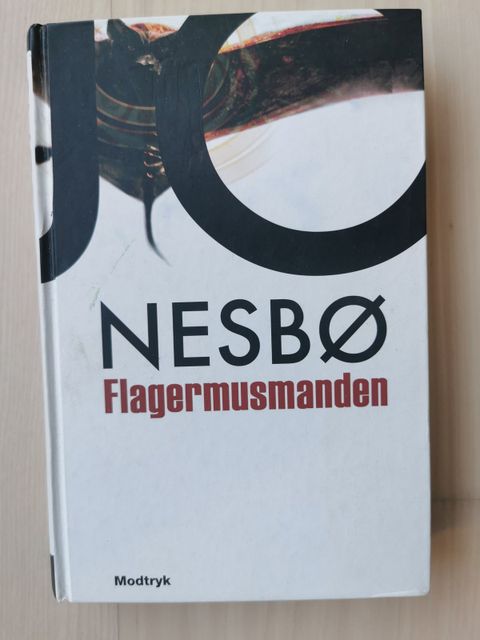 JO
NESBØ
Flagermusmanden
Modtryk